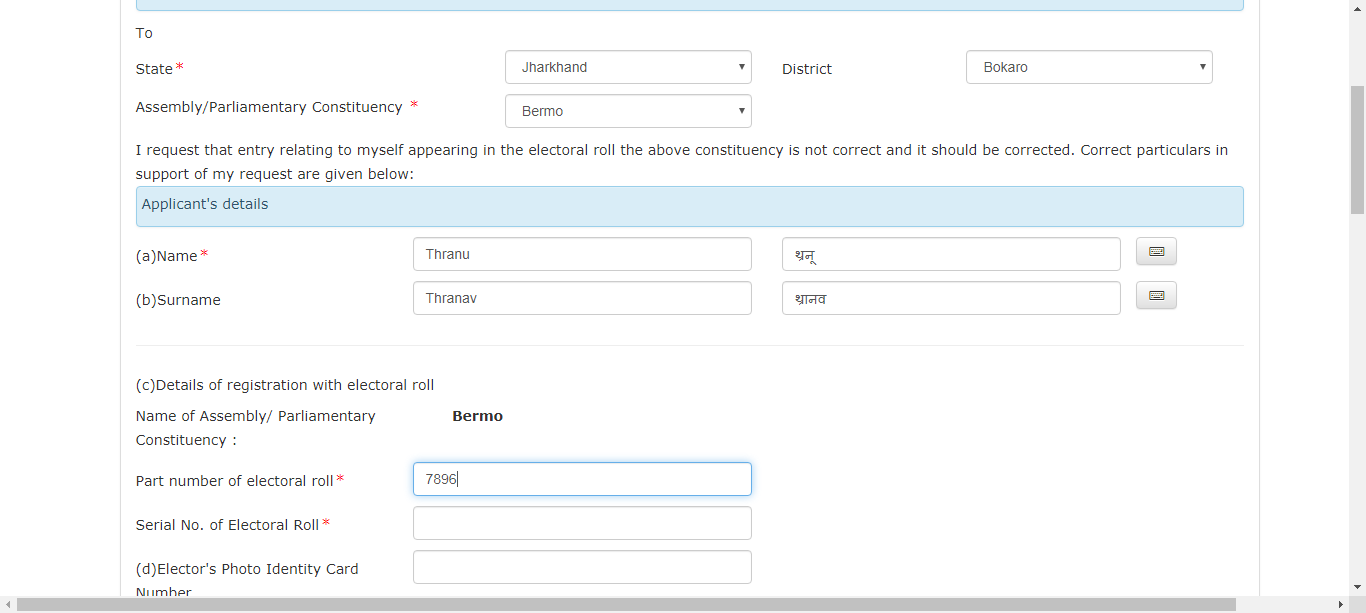 To
State* Jharkhand District Bokaro
Assembly/Parliamentary Constituency * Bermo
I request that entry relating to myself appearing in the electoral roll the above constituency is not correct and it should be corrected. Correct particulars in
support of my request are given below:
Applicant's details
(a)Name* Thranu थ्रनू
(b)Surname Thranav थ्रानव
(c)Details of registration with electoral roll
Name of Assembly/ Parliamentary Bermo
Constituency :
Part number of electoral roll* 7896
Serial No. of Electoral Roll*
(d)Elector's Photo Identity Card
Number